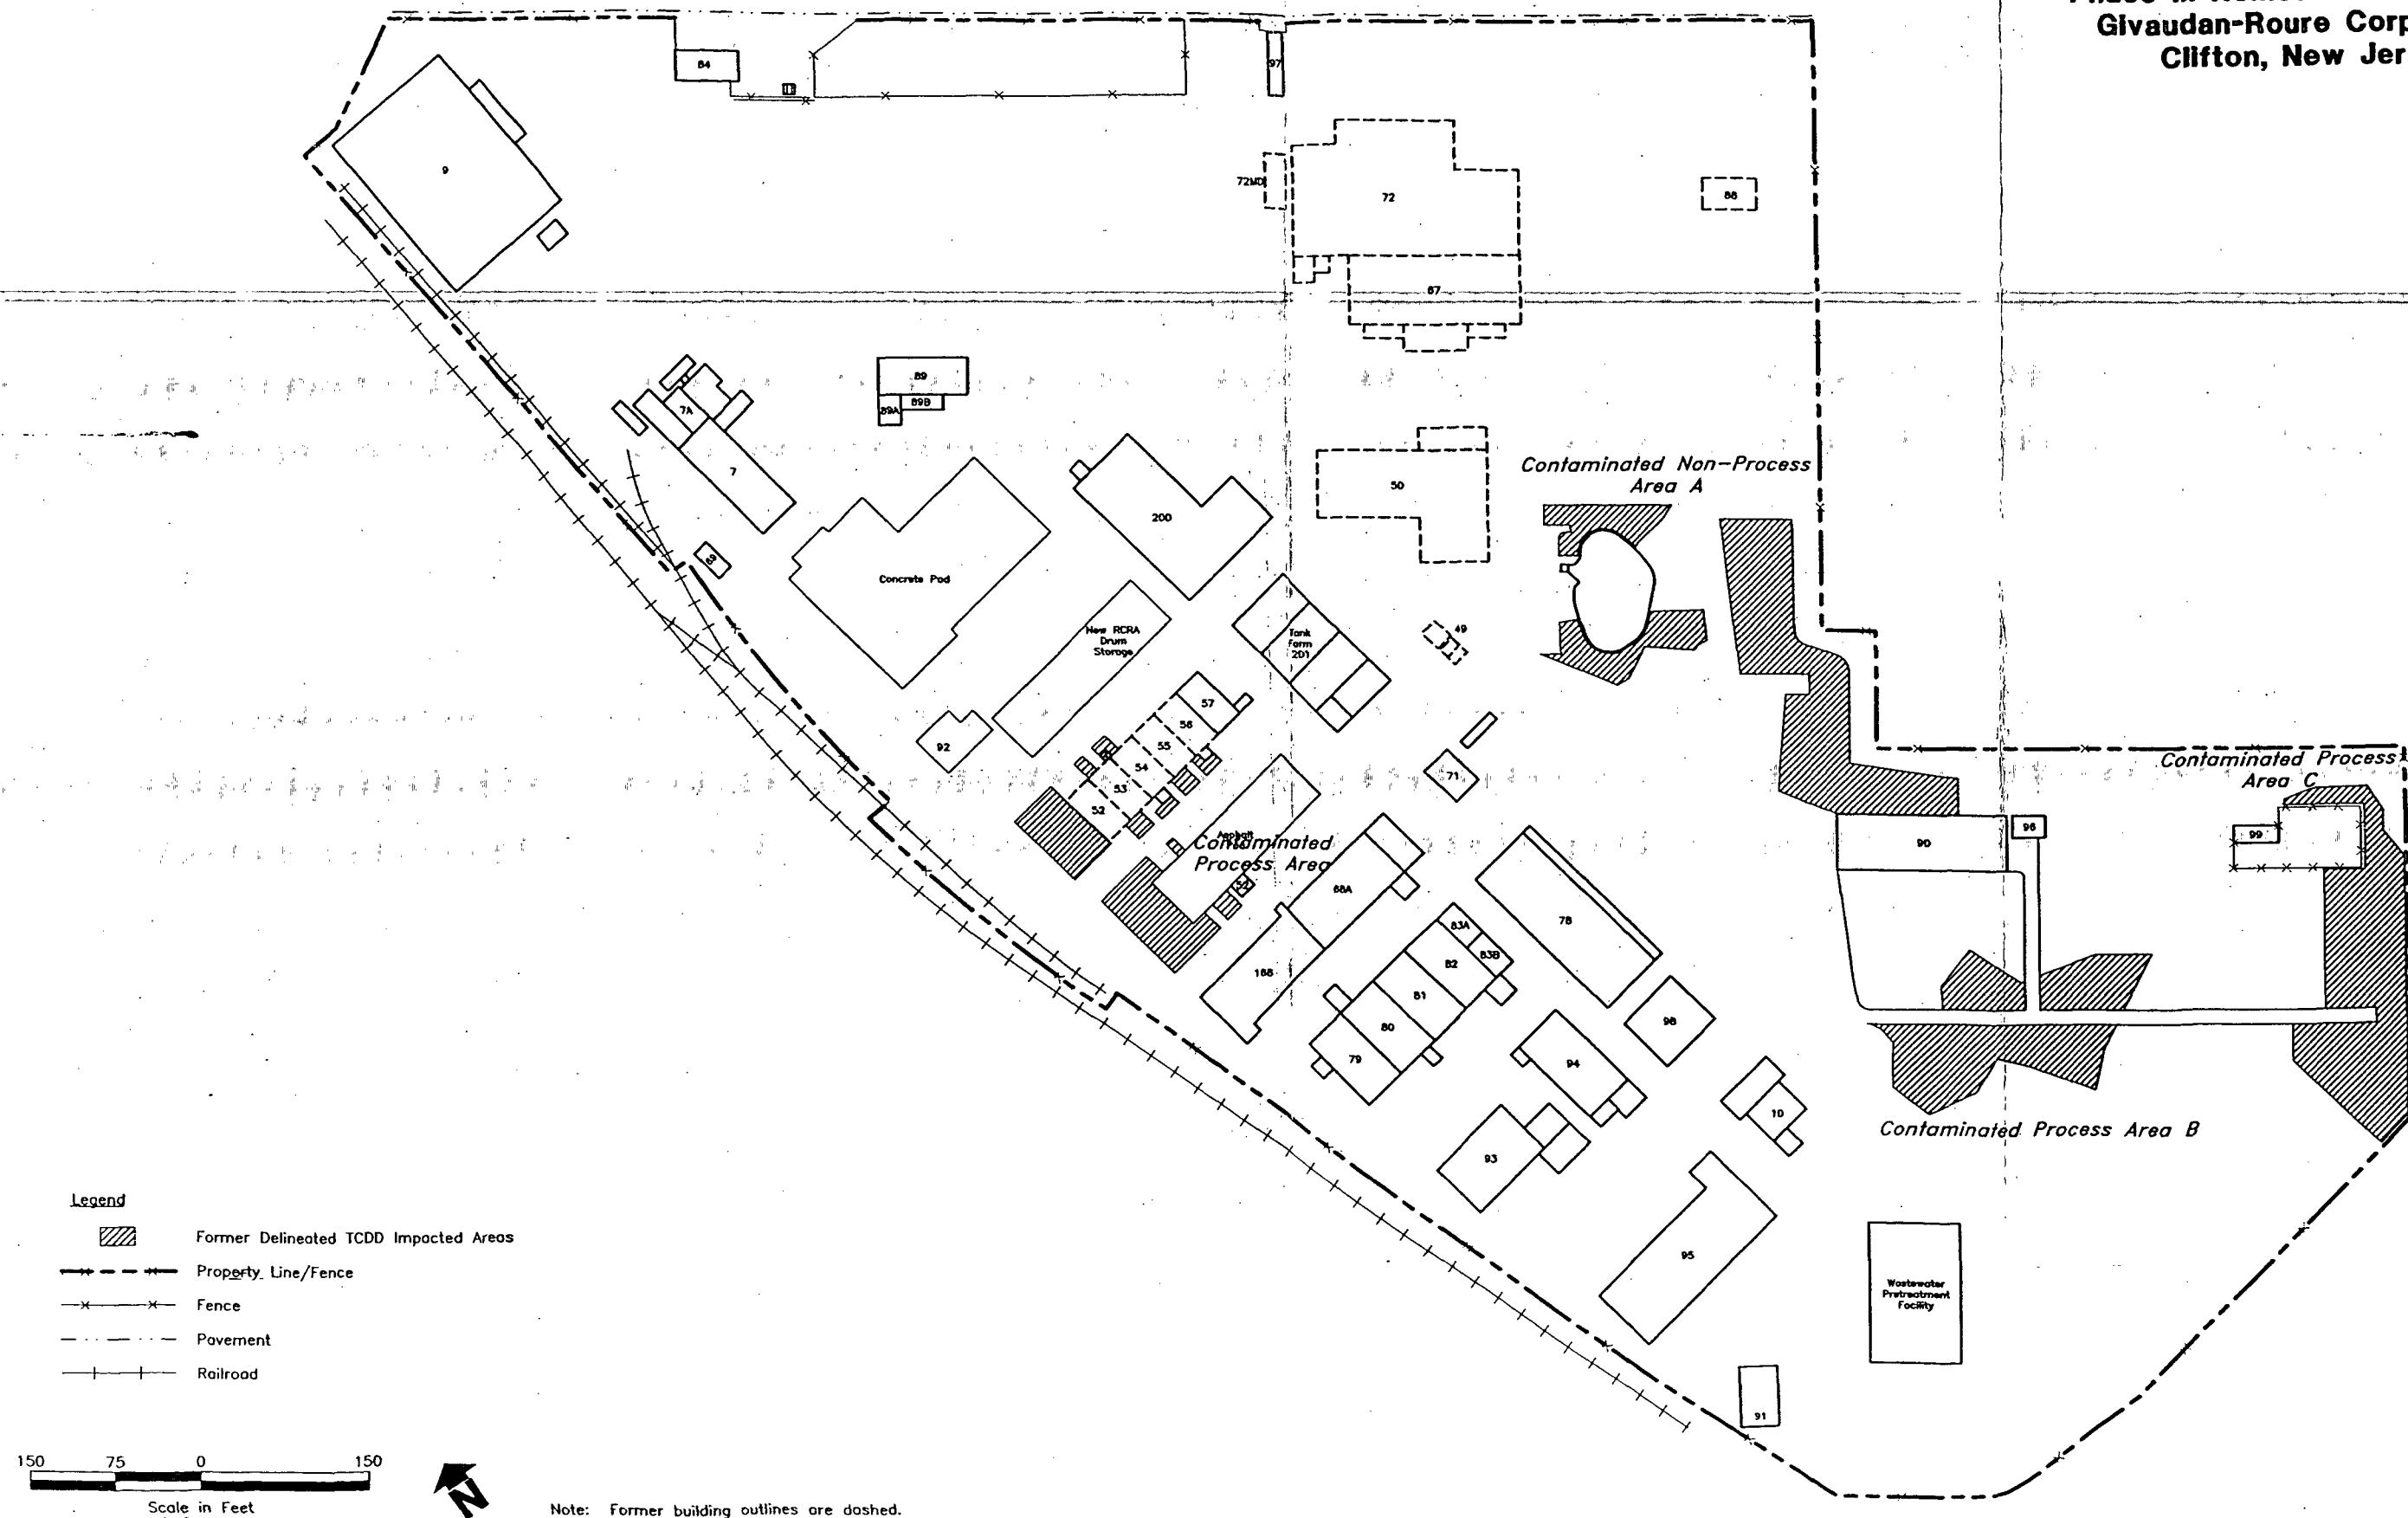 Givaudan-Roure Corp
Clifton, New Jer
84
97
9
72MD
72
88
87
89
89A
89B
7A
7
200
50
Contaminated Non-Process
Area A
69
Concrete Pad
New RCRA
Drum
Storage
Tank
Farm
201
49
57
56
55
54
53
52
92
71
Contaminated Process
Area C
99
96
90
Asphalt
Contaminated
Process Area
52
68A
168
78
83A
83B
82
81
80
79
98
94
10
93
Contaminated Process Area B
95
Wastewater
Pretreatment
Facility
91
Legend
Former Delineated TCDD Impacted Areas
Property Line/Fence
Fence
Pavement
Railroad
150 75 0 150
Scale in Feet
N
Note: Former building outlines are dashed.